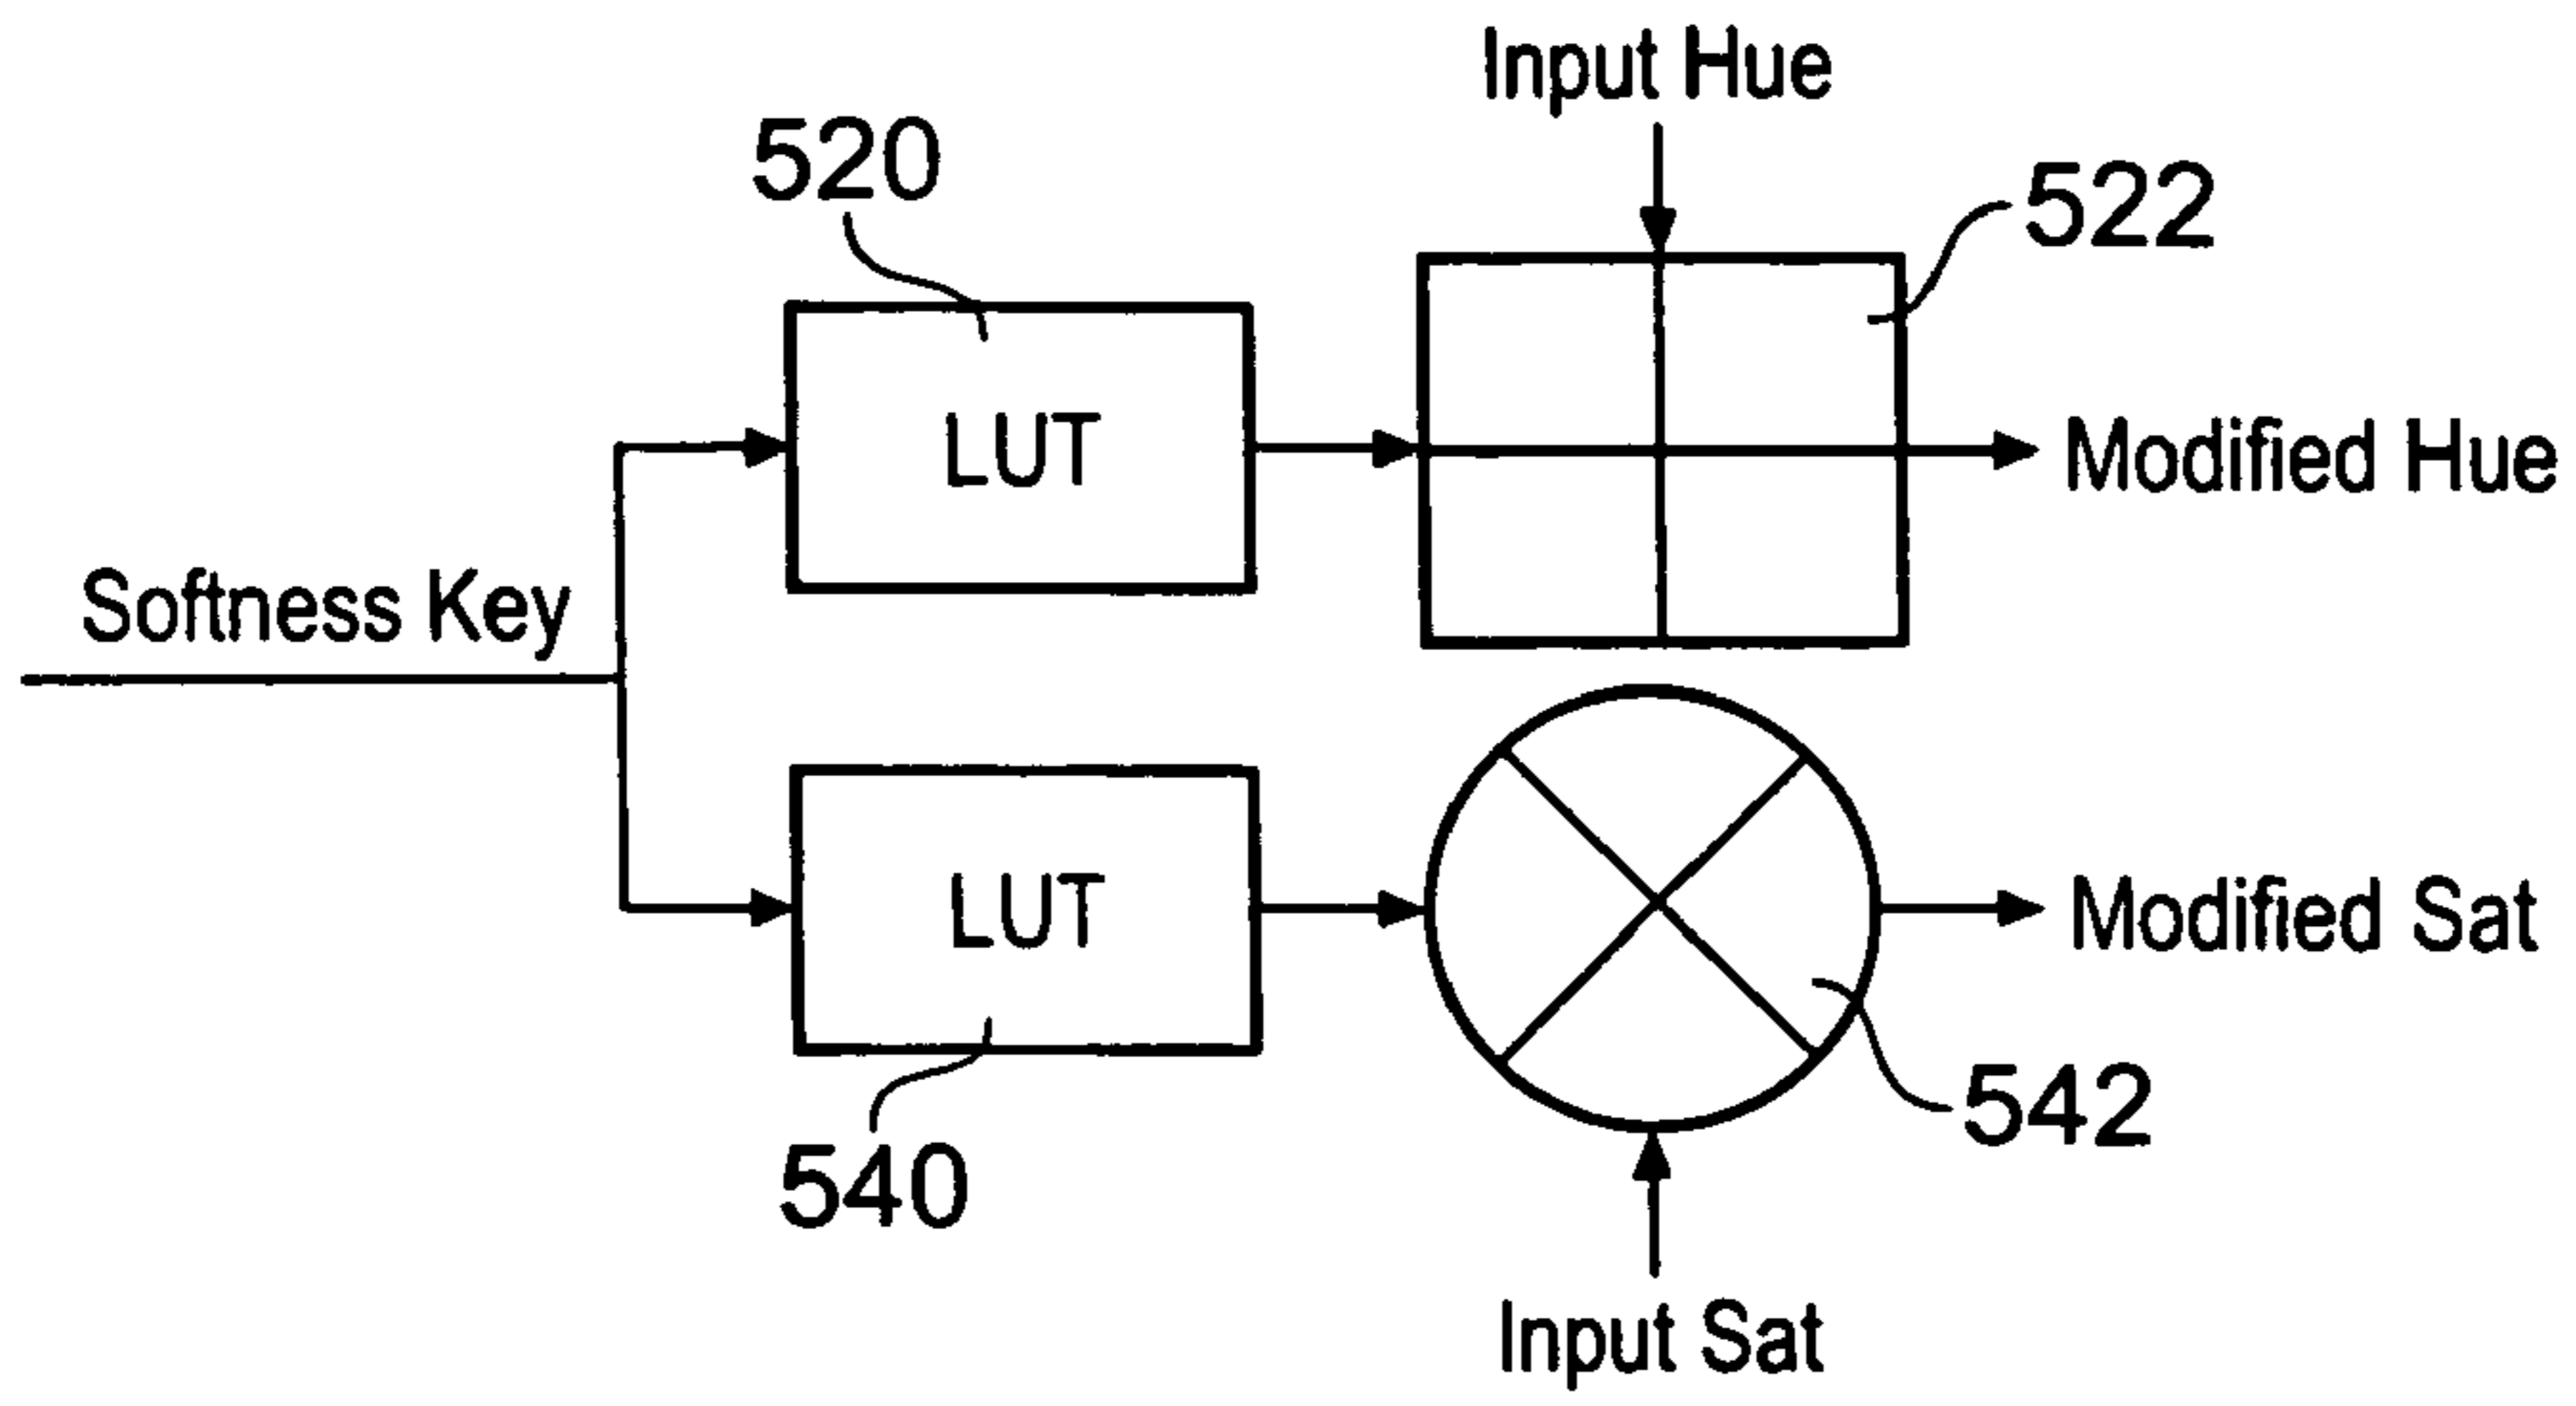 Input Hue
520
522
LUT
Modified Hue
Softness Key
LUT
Modified Sat
542
540
Input Sat